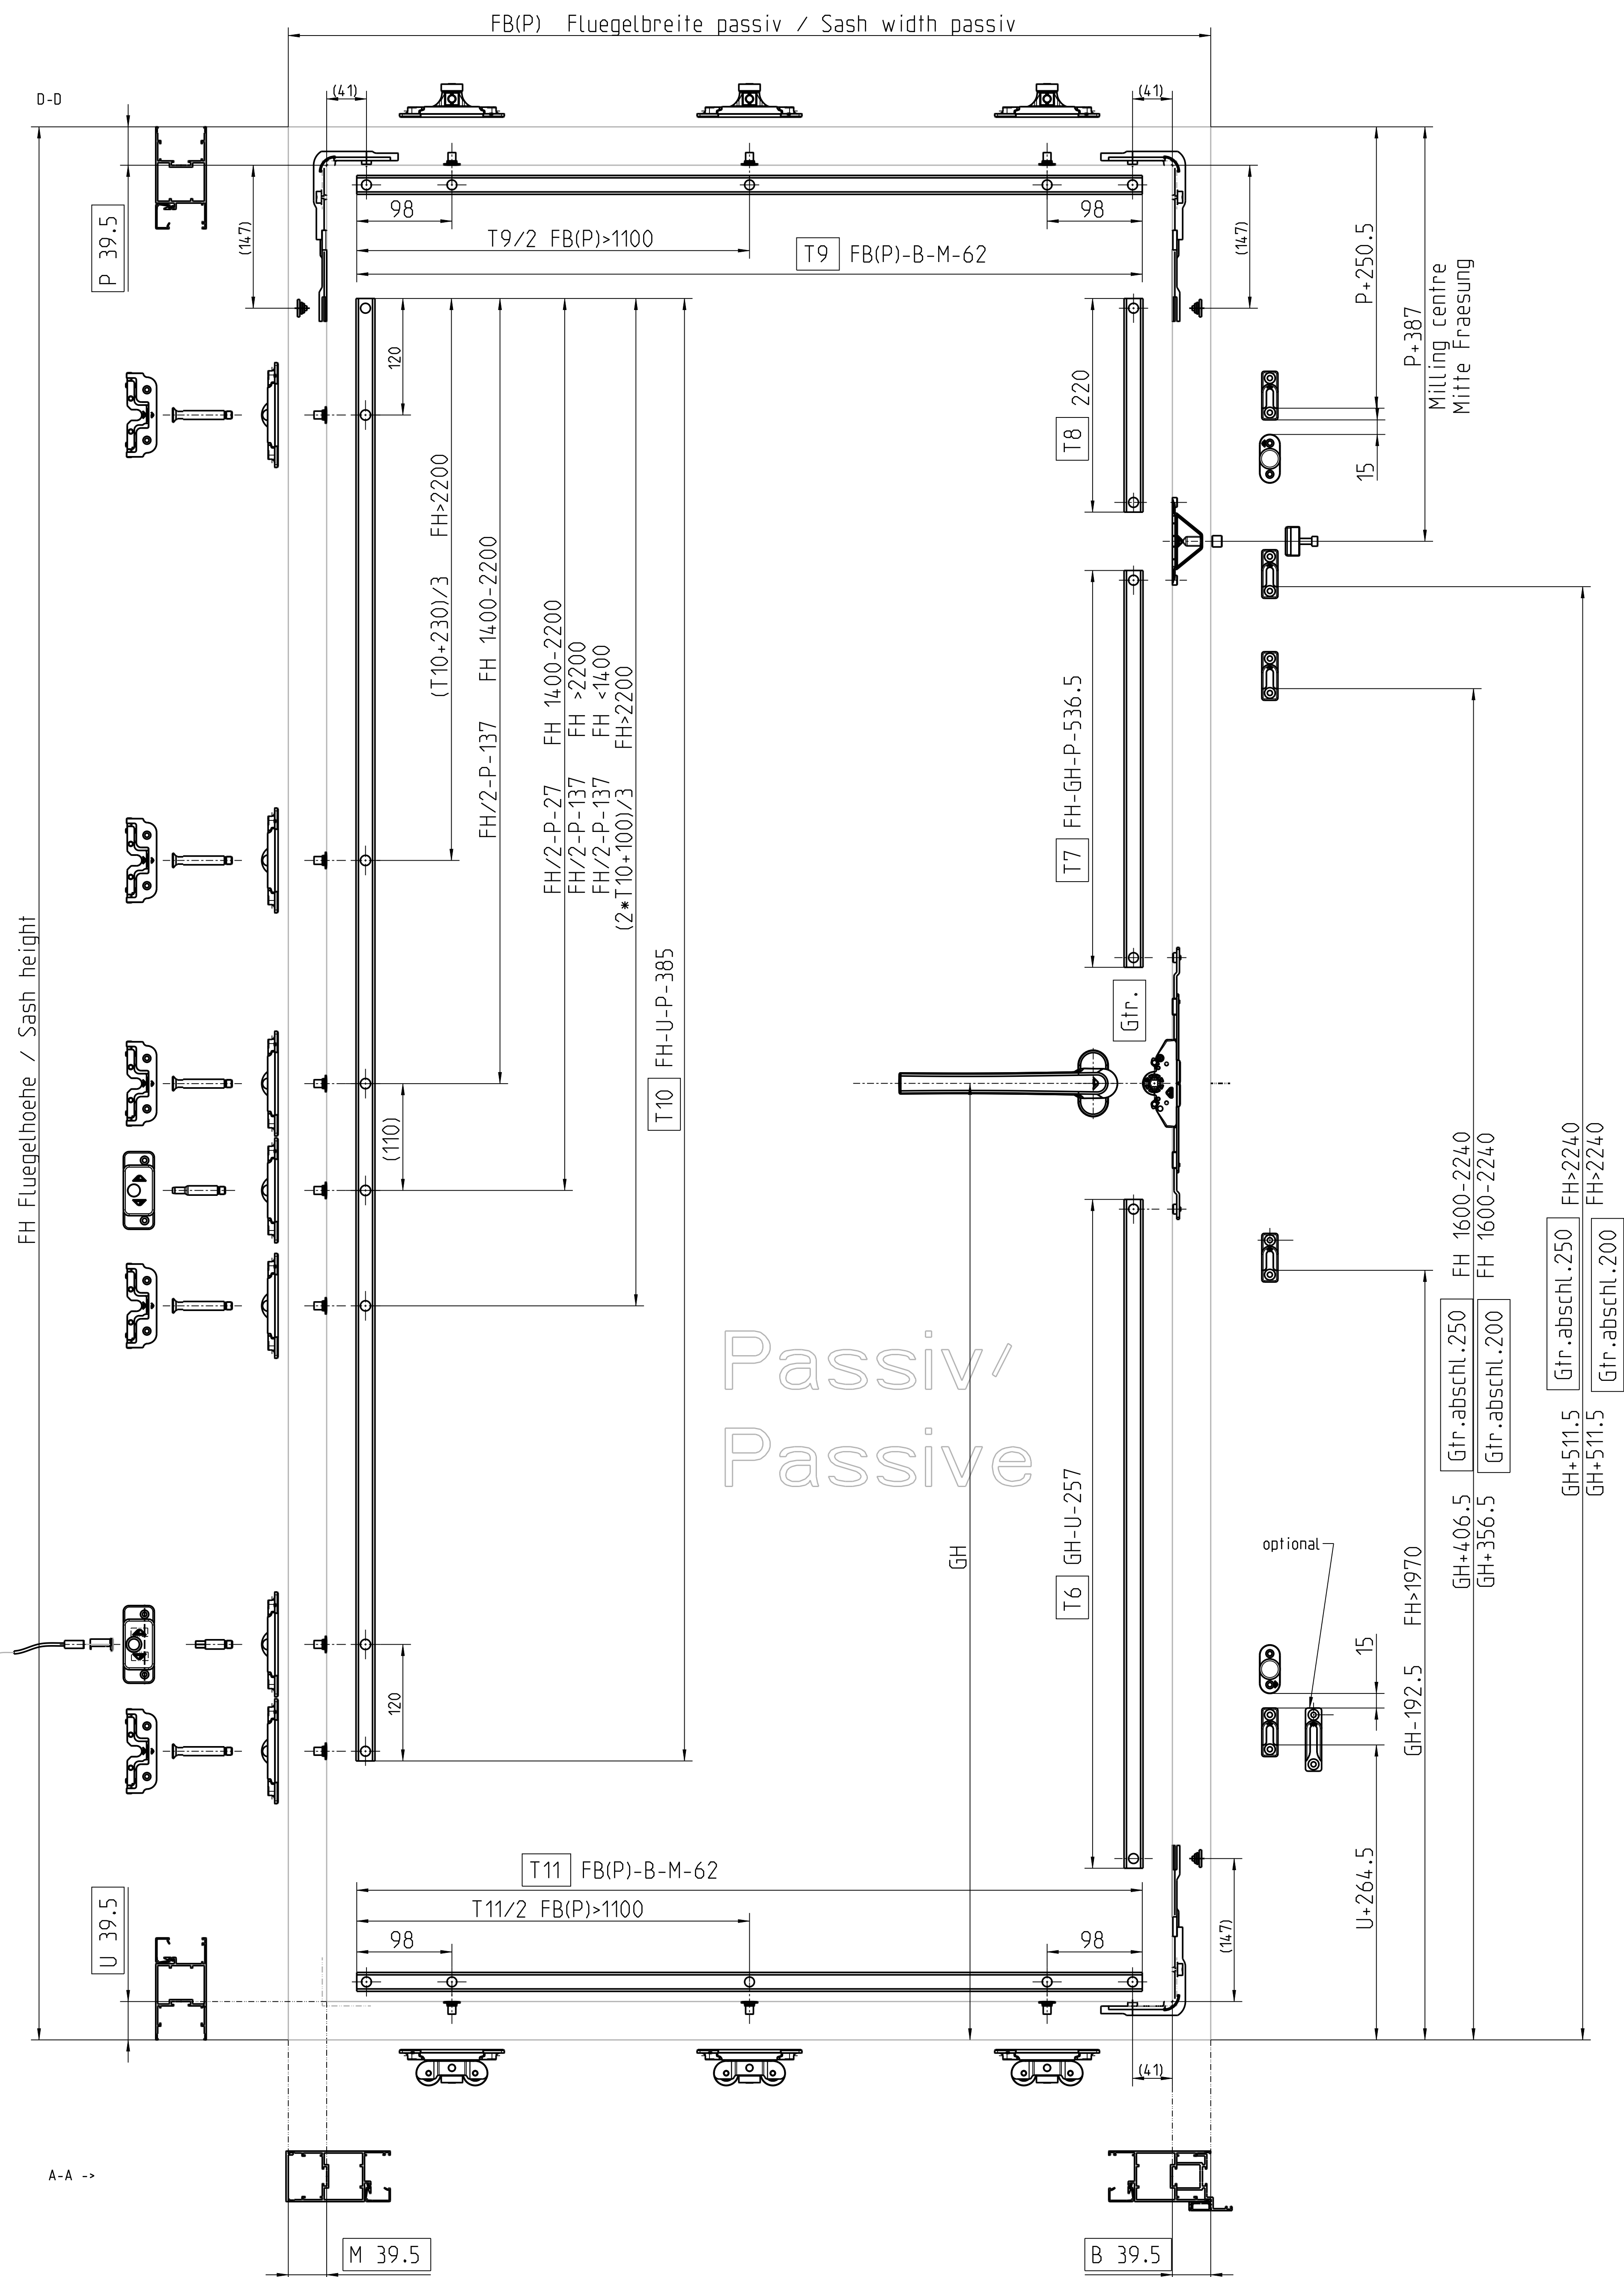 FB(P) Fluegelbreite passiv / Sash width passiv
D-D
(41)
(41)
P 39.5
(147)
98
98
T9/2 FB(P)>1100
T9 FB(P)-B-M-62
(147)
P+250.5
P+387
Milling centre
Mitte Fraesung
15
120
T8 220
(T10+230)/3 FH>2200
FH/2-P-137 FH 1400-2200
FH/2-P-27 FH 1400-2200
FH/2-P-137 FH >2200
FH/2-P-137 FH <1400
(2*T10+100)/3 FH>2200
T10 FH-U-P-385
T7 FH-GH-P-536.5
Gtr.
FH Fluegelhoehe / Sash height
(110)
Passiv/
Passive
GH
T6 GH-U-257
GH+406.5 Gtr.abschl.250 FH 1600-2240
GH+356.5 Gtr.abschl.200 FH 1600-2240
GH+511.5 Gtr.abschl.250 FH>2240
GH+511.5 Gtr.abschl.200 FH>2240
optional
GH-192.5 FH>1970
15
120
U+264.5
T11 FB(P)-B-M-62
T11/2 FB(P)>1100
98
98
U 39.5
(147)
(41)
A-A ->
M 39.5
B 39.5